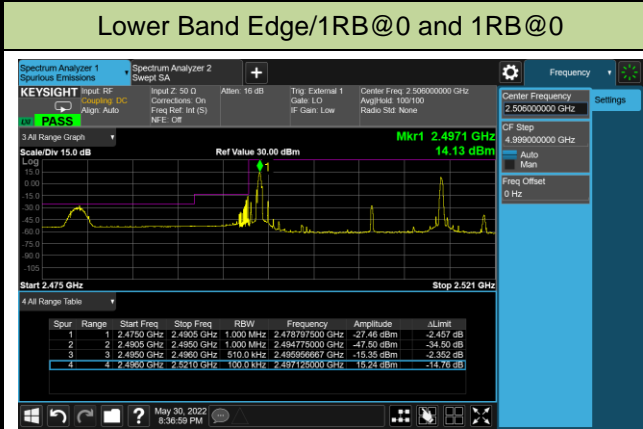 Lower Band Edge/1RB@0 and 1RB@0
Spectrum Analyzer 1
Spurious Emissions
Spectrum Analyzer 2
Swept SA
+
Frequency
KEYSIGHT
Input: RF
Coupling: DC
Align: Auto
Input Z: 50 Ω
Corrections: On
Freq Ref: Int (S)
NFE: Off
Atten: 16 dB
Trig: External 1
Gate: LO
IF Gain: Low
Center Freq: 2.506000000 GHz
Avg|Hold: 100/100
Radio Std: None
PASS
Center Frequency
2.506000000 GHz
Settings
CF Step
4.999000000 GHz
Auto
Man
Freq Offset
0 Hz
3 All Range Graph
Mkr1 2.4971 GHz
Scale/Div 15.0 dB
Ref Value 30.00 dBm
14.13 dBm
Log
1
15.0
0.00
-15.0
-30.0
-45.0
-60.0
-75.0
-90.0
-105
Start 2.475 GHz
Stop 2.521 GHz
4 All Range Table
Spur Range Start Freq Stop Freq RBW Frequency Amplitude ΔLimit
1 1 2.4750 GHz 2.4905 GHz 1.000 MHz 2.478797500 GHz -27.46 dBm -2.457 dB
2 2 2.4905 GHz 2.4950 GHz 1.000 MHz 2.494775000 GHz -47.50 dBm -34.50 dB
3 3 2.4950 GHz 2.4960 GHz 510.0 kHz 2.495956667 GHz -15.35 dBm -2.352 dB
4 4 2.4960 GHz 2.5210 GHz 100.0 kHz 2.497125000 GHz 15.24 dBm -14.76 dB
?
May 30, 2022
8:36:59 PM